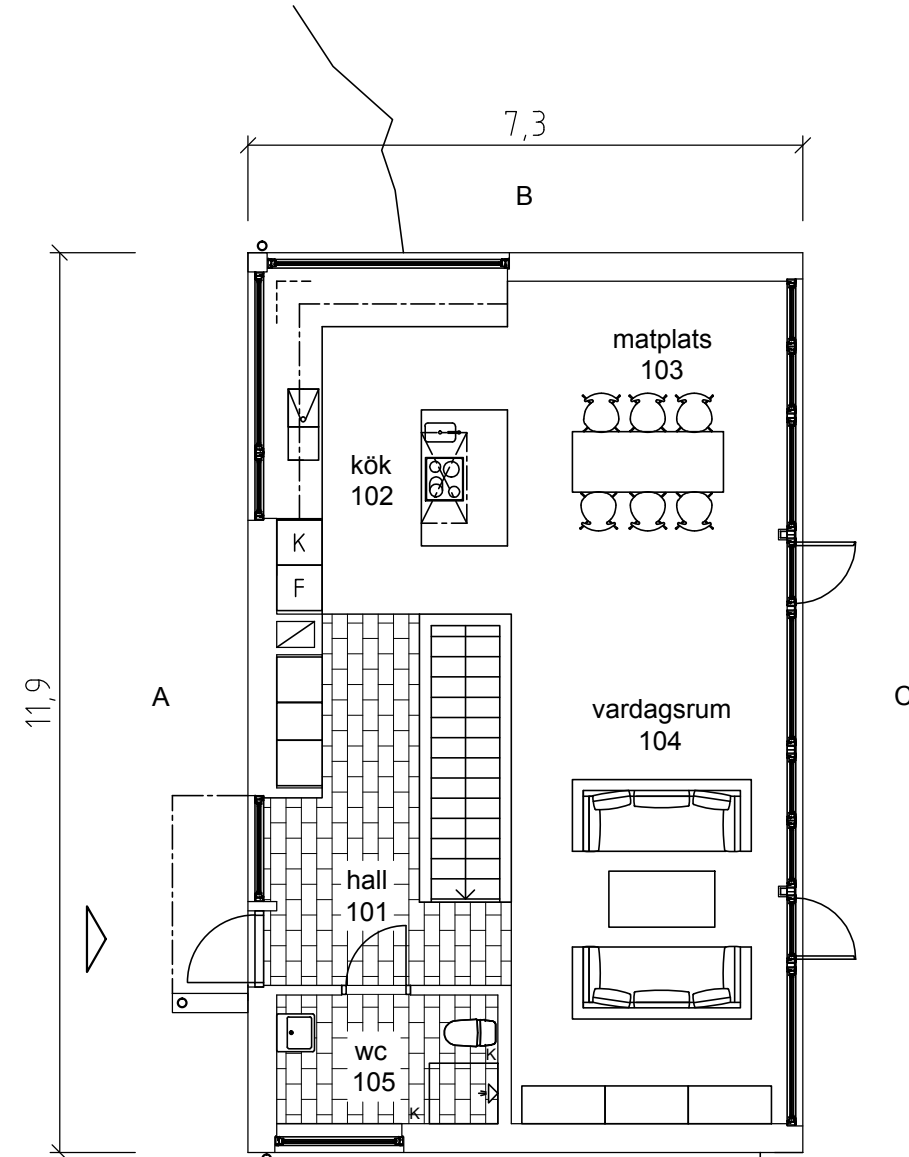 7,3
B
matplats
103
kök
102
K
F
11,9
A
C
vardagsrum
104
hall
101
wc
105
K
K